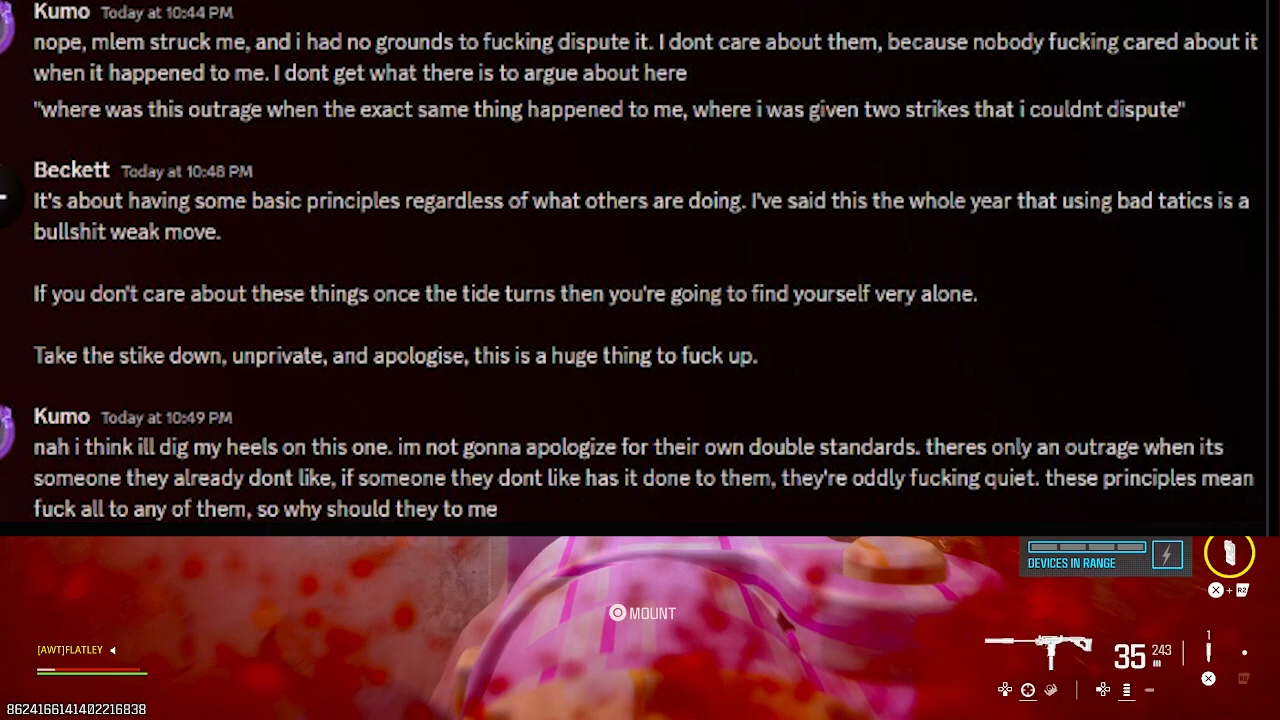 Kumo Today at 10:44 PM
nope, mlem struck me, and i had no grounds to fucking dispute it. I dont care about them, because nobody fucking cared about it
when it happened to me. I dont get what there is to argue about here
"where was this outrage when the exact same thing happened to me, where i was given two strikes that i couldnt dispute"
Beckett Today at 10:48 PM
It's about having some basic principles regardless of what others are doing. I've said this the whole year that using bad tatics is a
bullshit weak move.
If you don't care about these things once the tide turns then you're going to find yourself very alone.
Take the stike down, unprivate, and apologise, this is a huge thing to fuck up.
Kumo Today at 10:49 PM
nah i think ill dig my heels on this one. im not gonna apologize for their own double standards. theres only an outrage when its
someone they already dont like, if someone they dont like has it done to them, they're oddly fucking quiet. these principles mean
fuck all to any of them, so why should they to me
DEVICES IN RANGE
X + R2
MOUNT
[AWT]FLATLEY
35 243
1
X
8624166141402216838